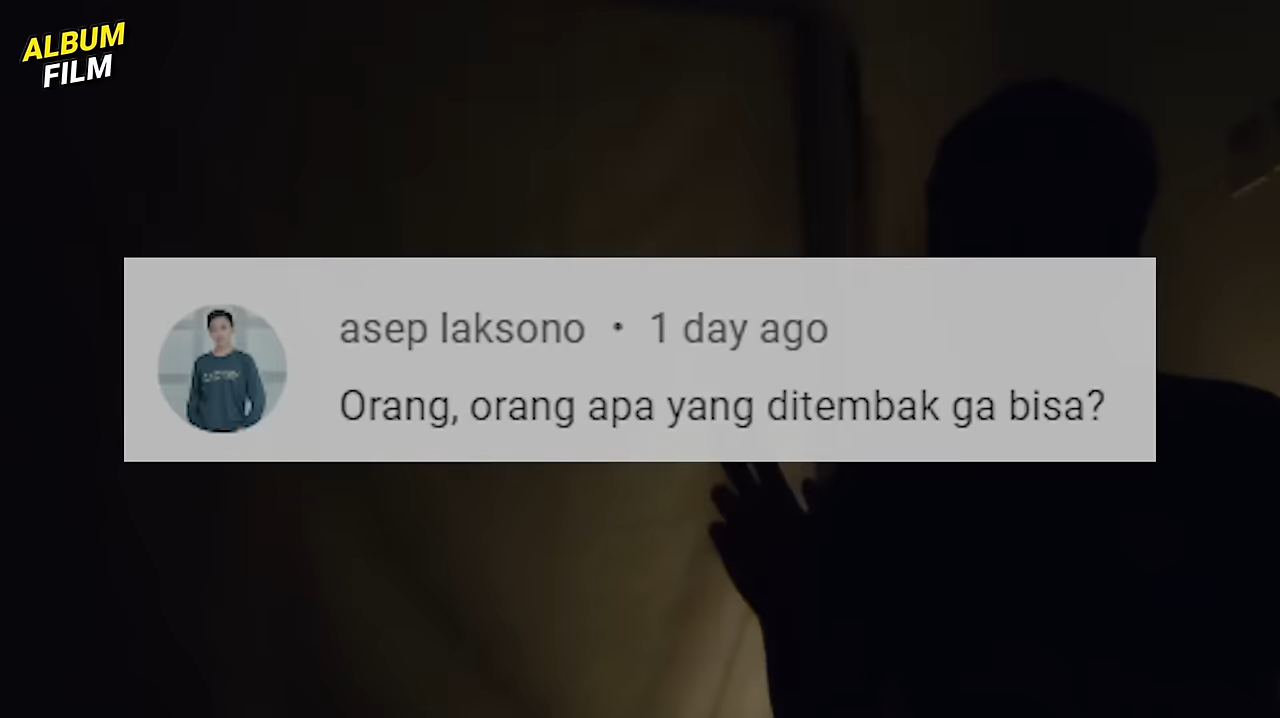 ALBUM
FILM
asep laksono • 1 day ago
Orang, orang apa yang ditembak ga bisa?